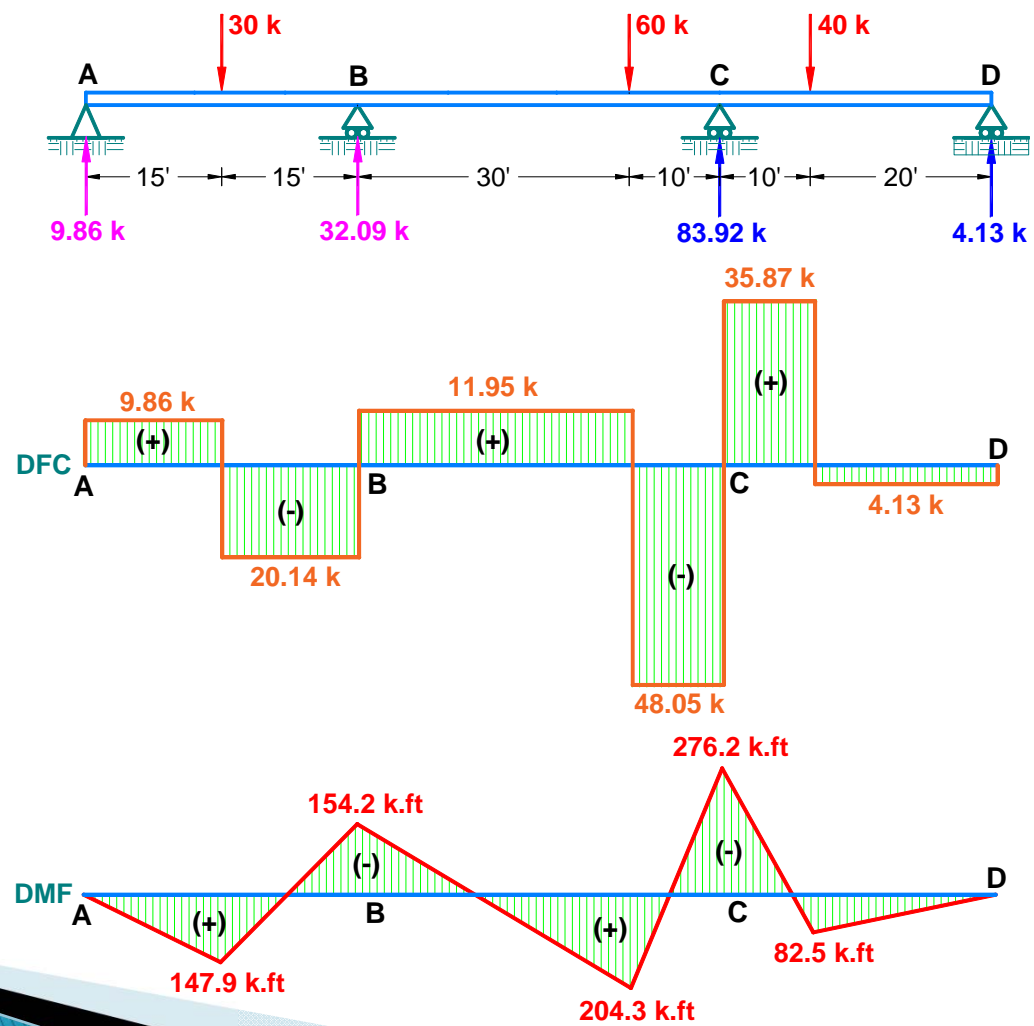 30 k 60 k 40 k
A B C D
15' 15' 30' 10' 10' 20'
9.86 k 32.09 k 83.92 k 4.13 k
35.87 k
9.86 k 11.95 k
(+) (+) (+)
DFC A B C D
(-) (-) 4.13 k
20.14 k
48.05 k
276.2 k.ft
154.2 k.ft
(-) (-)
DMF A B C D
(+) (+)
82.5 k.ft
147.9 k.ft
204.3 k.ft